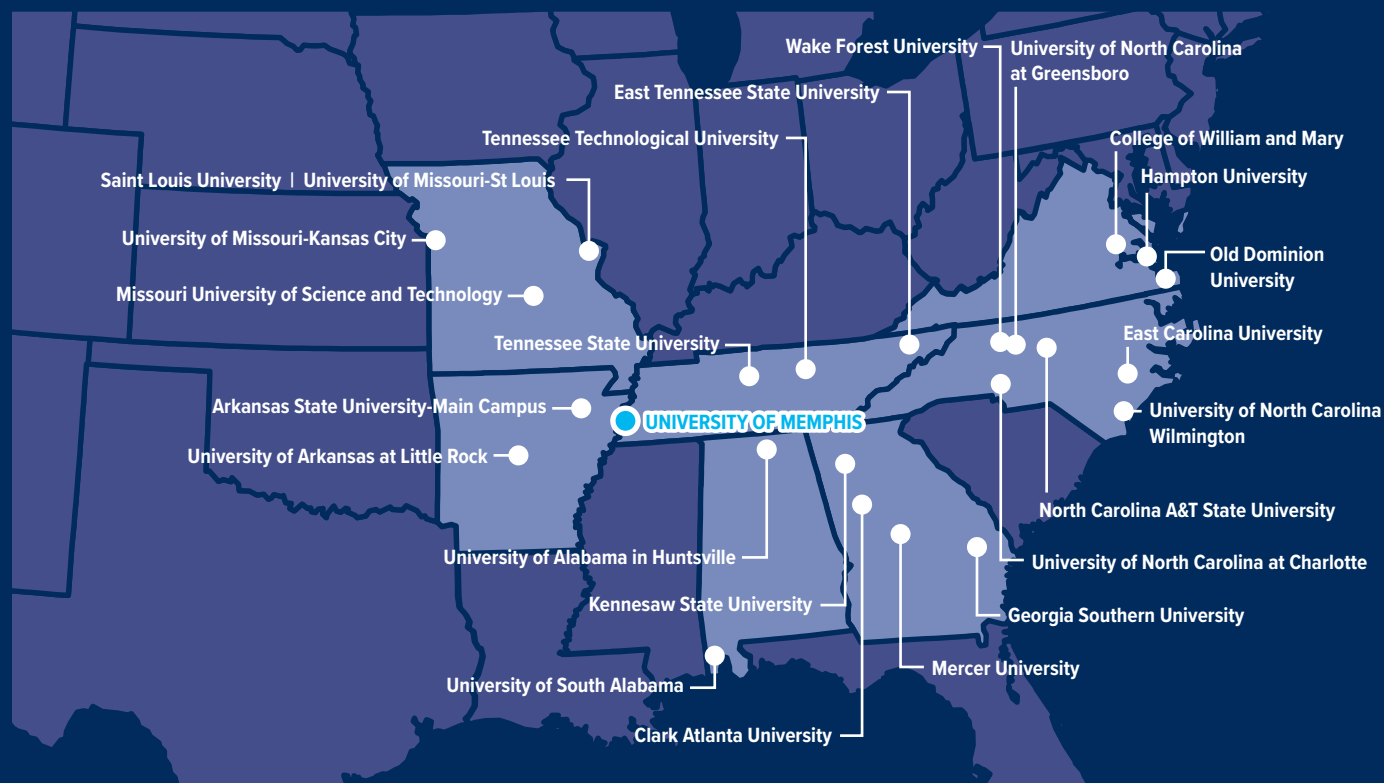 Wake Forest University
University of North Carolina
at Greensboro
East Tennessee State University
Tennessee Technological University
College of William and Mary
Saint Louis University | University of Missouri-St Louis
Hampton University
University of Missouri-Kansas City
Old Dominion
University
Missouri University of Science and Technology
Tennessee State University
East Carolina University
Arkansas State University-Main Campus
UNIVERSITY OF MEMPHIS
University of North Carolina
Wilmington
University of Arkansas at Little Rock
North Carolina A&T State University
University of Alabama in Huntsville
University of North Carolina at Charlotte
Kennesaw State University
Georgia Southern University
Mercer University
University of South Alabama
Clark Atlanta University